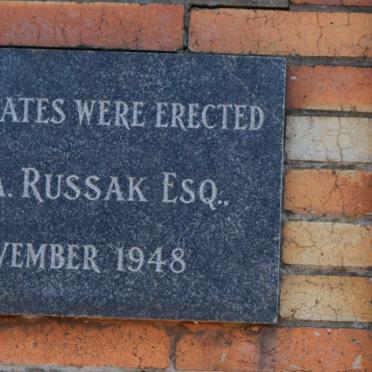 ATES WERE ERECTED
A. RUSSAK ESQ.,
VEMBER 1948